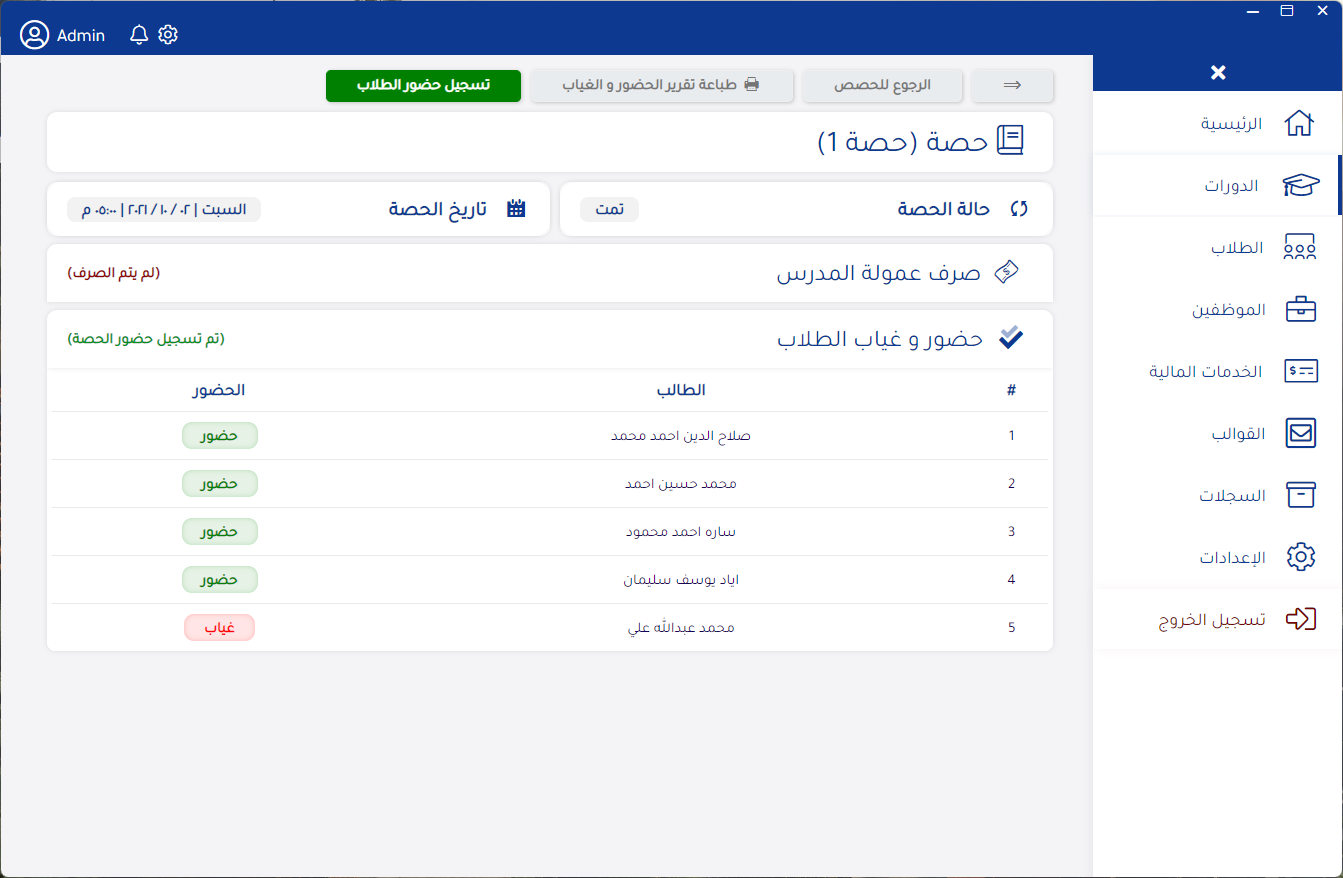 Admin
الرجوع للحصص
طباعة تقرير الحضور و الغياب
تسجيل حضور الطلاب
حصة (حصة 1)
حالة الحصة
تمت
تاريخ الحصة
السبت | ٠٢ / ١٠ / ٢٠٢١ | ٠٥:٠٠ م
صرف عمولة المدرس
(لم يتم الصرف)
حضور و غياب الطلاب
(تم تسجيل حضور الحصة)
# الطالب الحضور
1 صلاح الدين احمد محمد حضور
2 محمد حسين احمد حضور
3 ساره احمد محمود حضور
4 اياد يوسف سليمان حضور
5 محمد عبدالله علي غياب
الرئيسية
الدورات
الطلاب
الموظفين
الخدمات المالية
القوالب
السجلات
الإعدادات
تسجيل الخروج